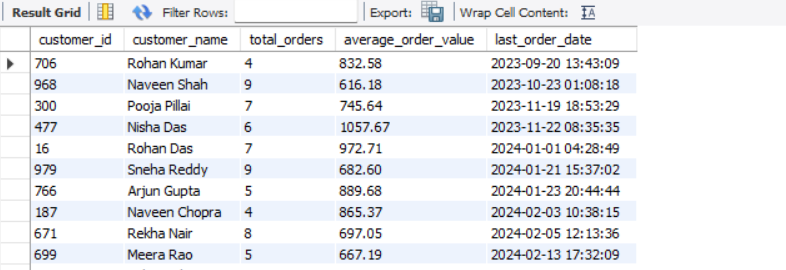 Result Grid Filter Rows: Export: Wrap Cell Content: IA
customer_id customer_name total_orders average_order_value last_order_date
706 Rohan Kumar 4 832.58 2023-09-20 13:43:09
968 Naveen Shah 9 616.18 2023-10-23 01:08:18
300 Pooja Pillai 7 745.64 2023-11-19 18:53:29
477 Nisha Das 6 1057.67 2023-11-22 08:35:35
16 Rohan Das 7 972.71 2024-01-01 04:28:49
979 Sneha Reddy 9 682.60 2024-01-21 15:37:02
766 Arjun Gupta 5 889.68 2024-01-23 20:44:44
187 Naveen Chopra 4 865.37 2024-02-03 10:38:15
671 Rekha Nair 8 697.05 2024-02-05 12:13:36
699 Meera Rao 5 667.19 2024-02-13 17:32:09